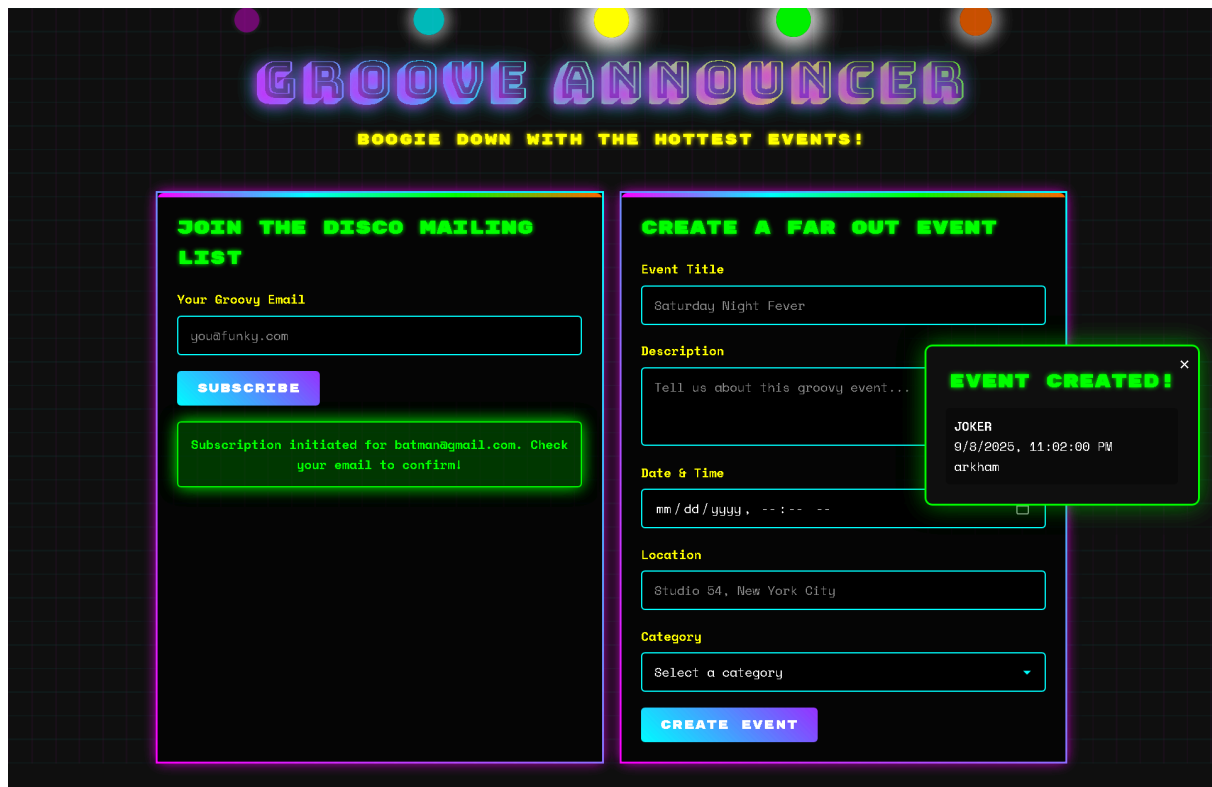 GROOVE ANNOUNCER
BOOGIE DOWN WITH THE HOTTEST EVENTS!
JOIN THE DISCO MAILING
LIST
Your Groovy Email
you@funky.com
SUBSCRIBE
Subscription initiated for batman@gmail.com. Check
your email to confirm!
CREATE A FAR OUT EVENT
Event Title
Saturday Night Fever
Description
Tell us about this groovy event...
Date & Time
mm/dd/yyyy, --:-- --
Location
Studio 54, New York City
Category
Select a category
CREATE EVENT
×
EVENT CREATED!
JOKER
9/8/2025, 11:02:00 PM
arkham